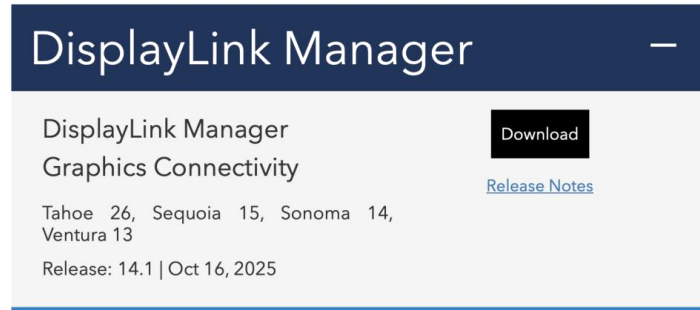 DisplayLink Manager
DisplayLink Manager
Graphics Connectivity
Download
Release Notes
Tahoe 26, Sequoia 15, Sonoma 14,
Ventura 13
Release: 14.1 | Oct 16, 2025